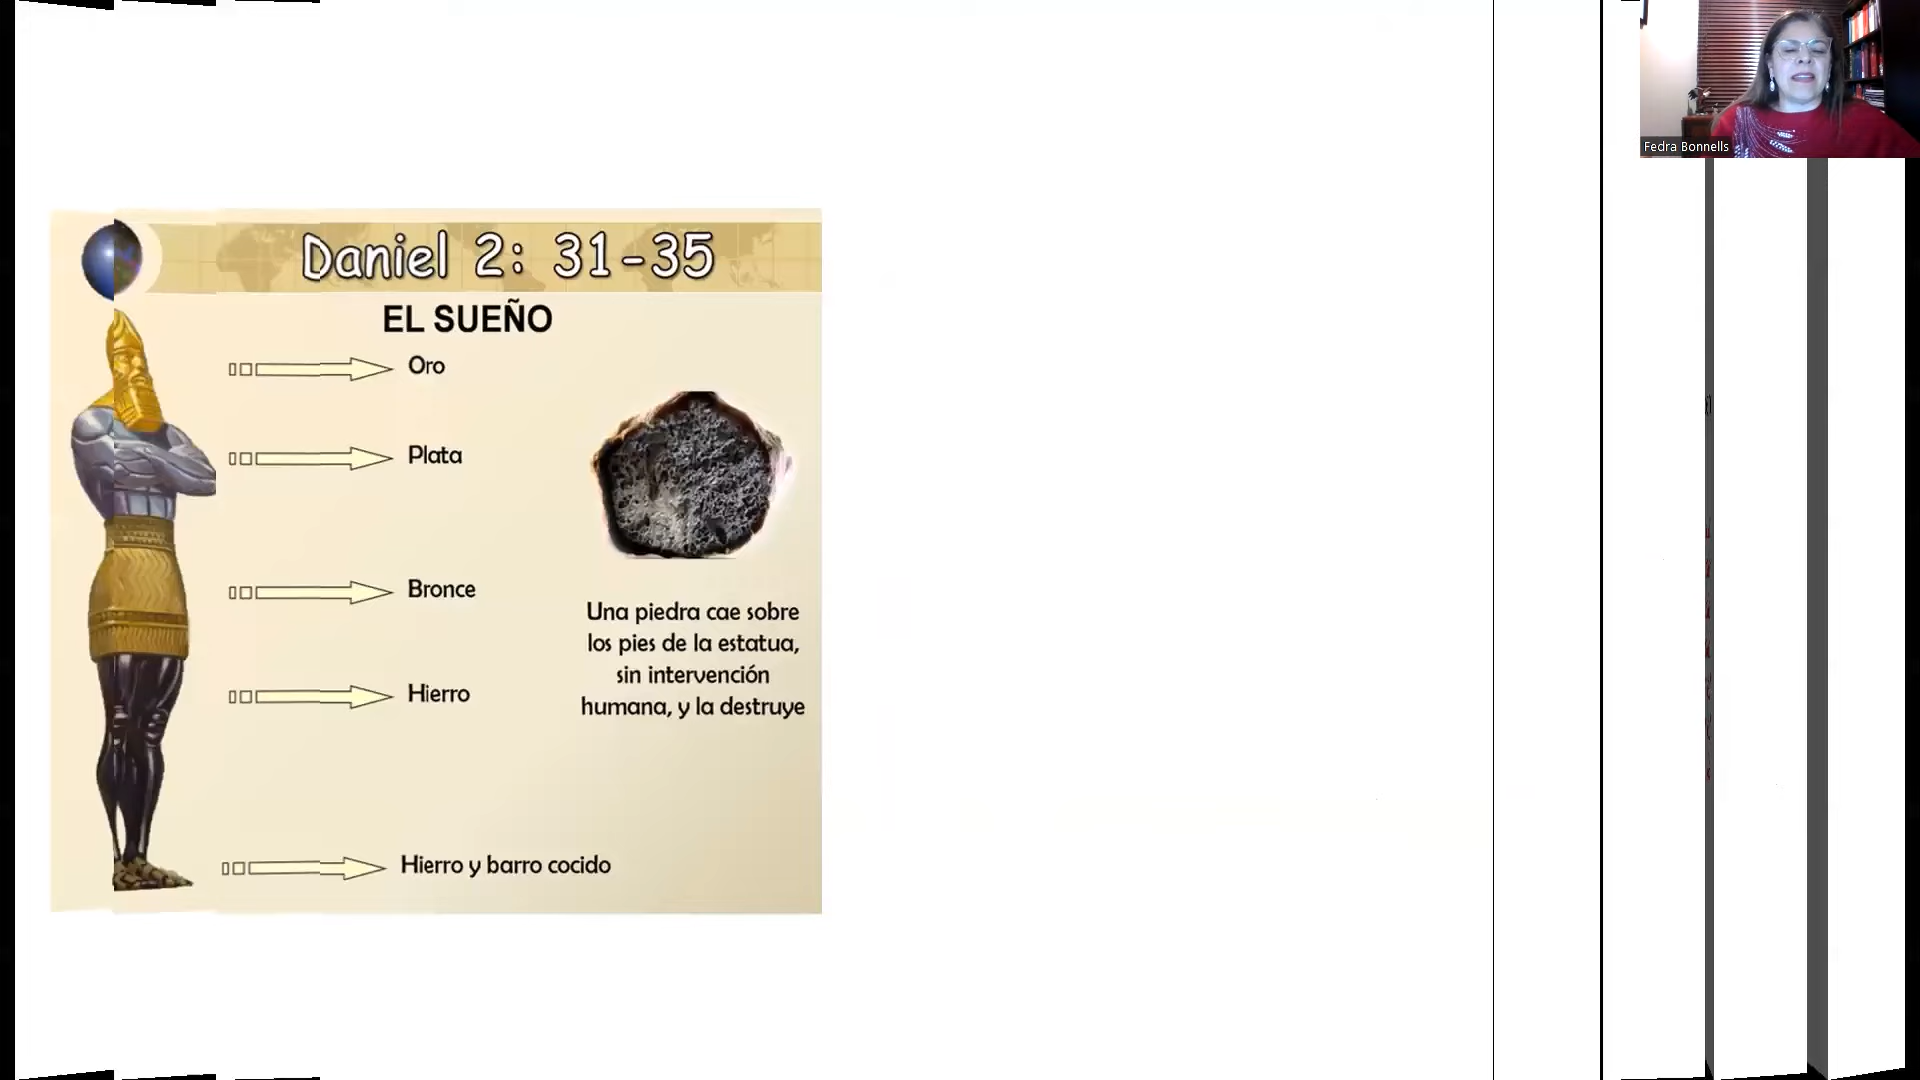 Fedra Bonnells
Daniel 2: 31-35
EL SUEÑO
Oro
Plata
Bronce
Hierro
Hierro y barro cocido
Una piedra cae sobre
los pies de la estatua,
sin intervención
humana, y la destruye